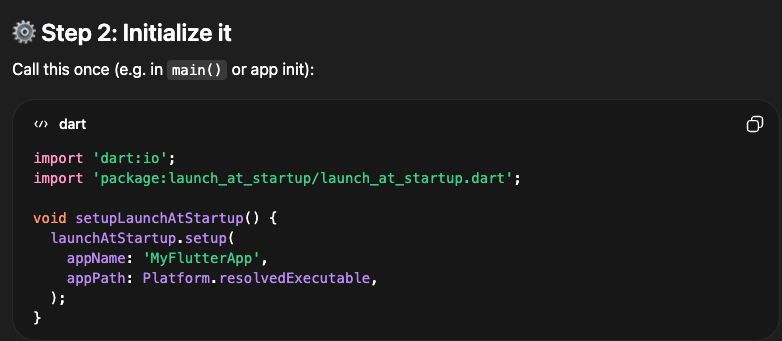 ⚙️ Step 2: Initialize it
Call this once (e.g. in main() or app init):
</> dart
import 'dart:io';
import 'package:launch_at_startup/launch_at_startup.dart';
void setupLaunchAtStartup() {
  launchAtStartup.setup(
    appName: 'MyFlutterApp',
    appPath: Platform.resolvedExecutable,
  );
}